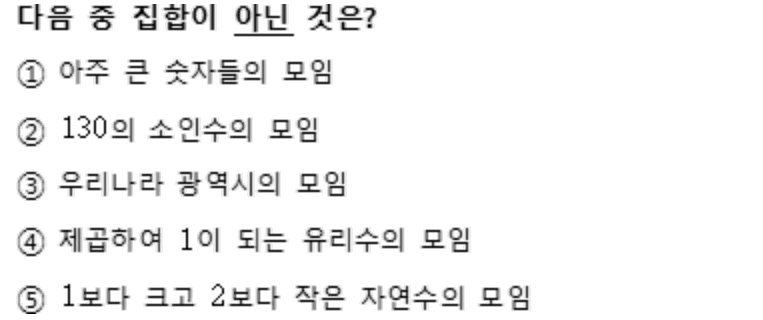 다음 중 집합이 아닌 것은?
① 아주 큰 숫자들의 모임
② 130의 소인수의 모임
③ 우리나라 광역시의 모임
④ 제곱하여 1이 되는 유리수의 모임
⑤ 1보다 크고 2보다 작은 자연수의 모임